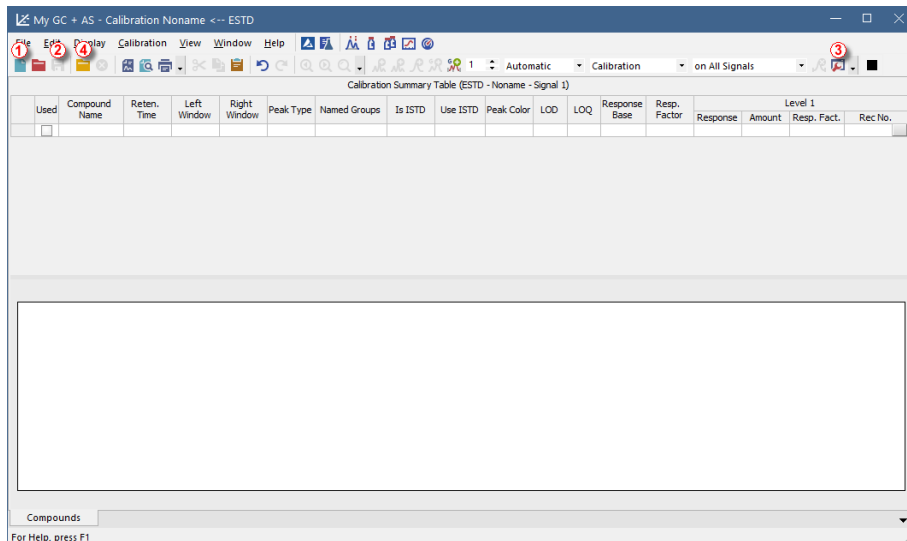 My GC + AS - Calibration Noname <-- ESTD
File Edit Display Calibration View Window Help
1 2 4 3
1 Automatic Calibration on All Signals
Calibration Summary Table (ESTD - Noname - Signal 1)
Used Compound Name Reten. Time Left Window Right Window Peak Type Named Groups Is ISTD Use ISTD Peak Color LOD LOQ Response Base Resp. Factor Level 1
Response Amount Resp. Fact. Rec No.
Compounds
For Help, press F1